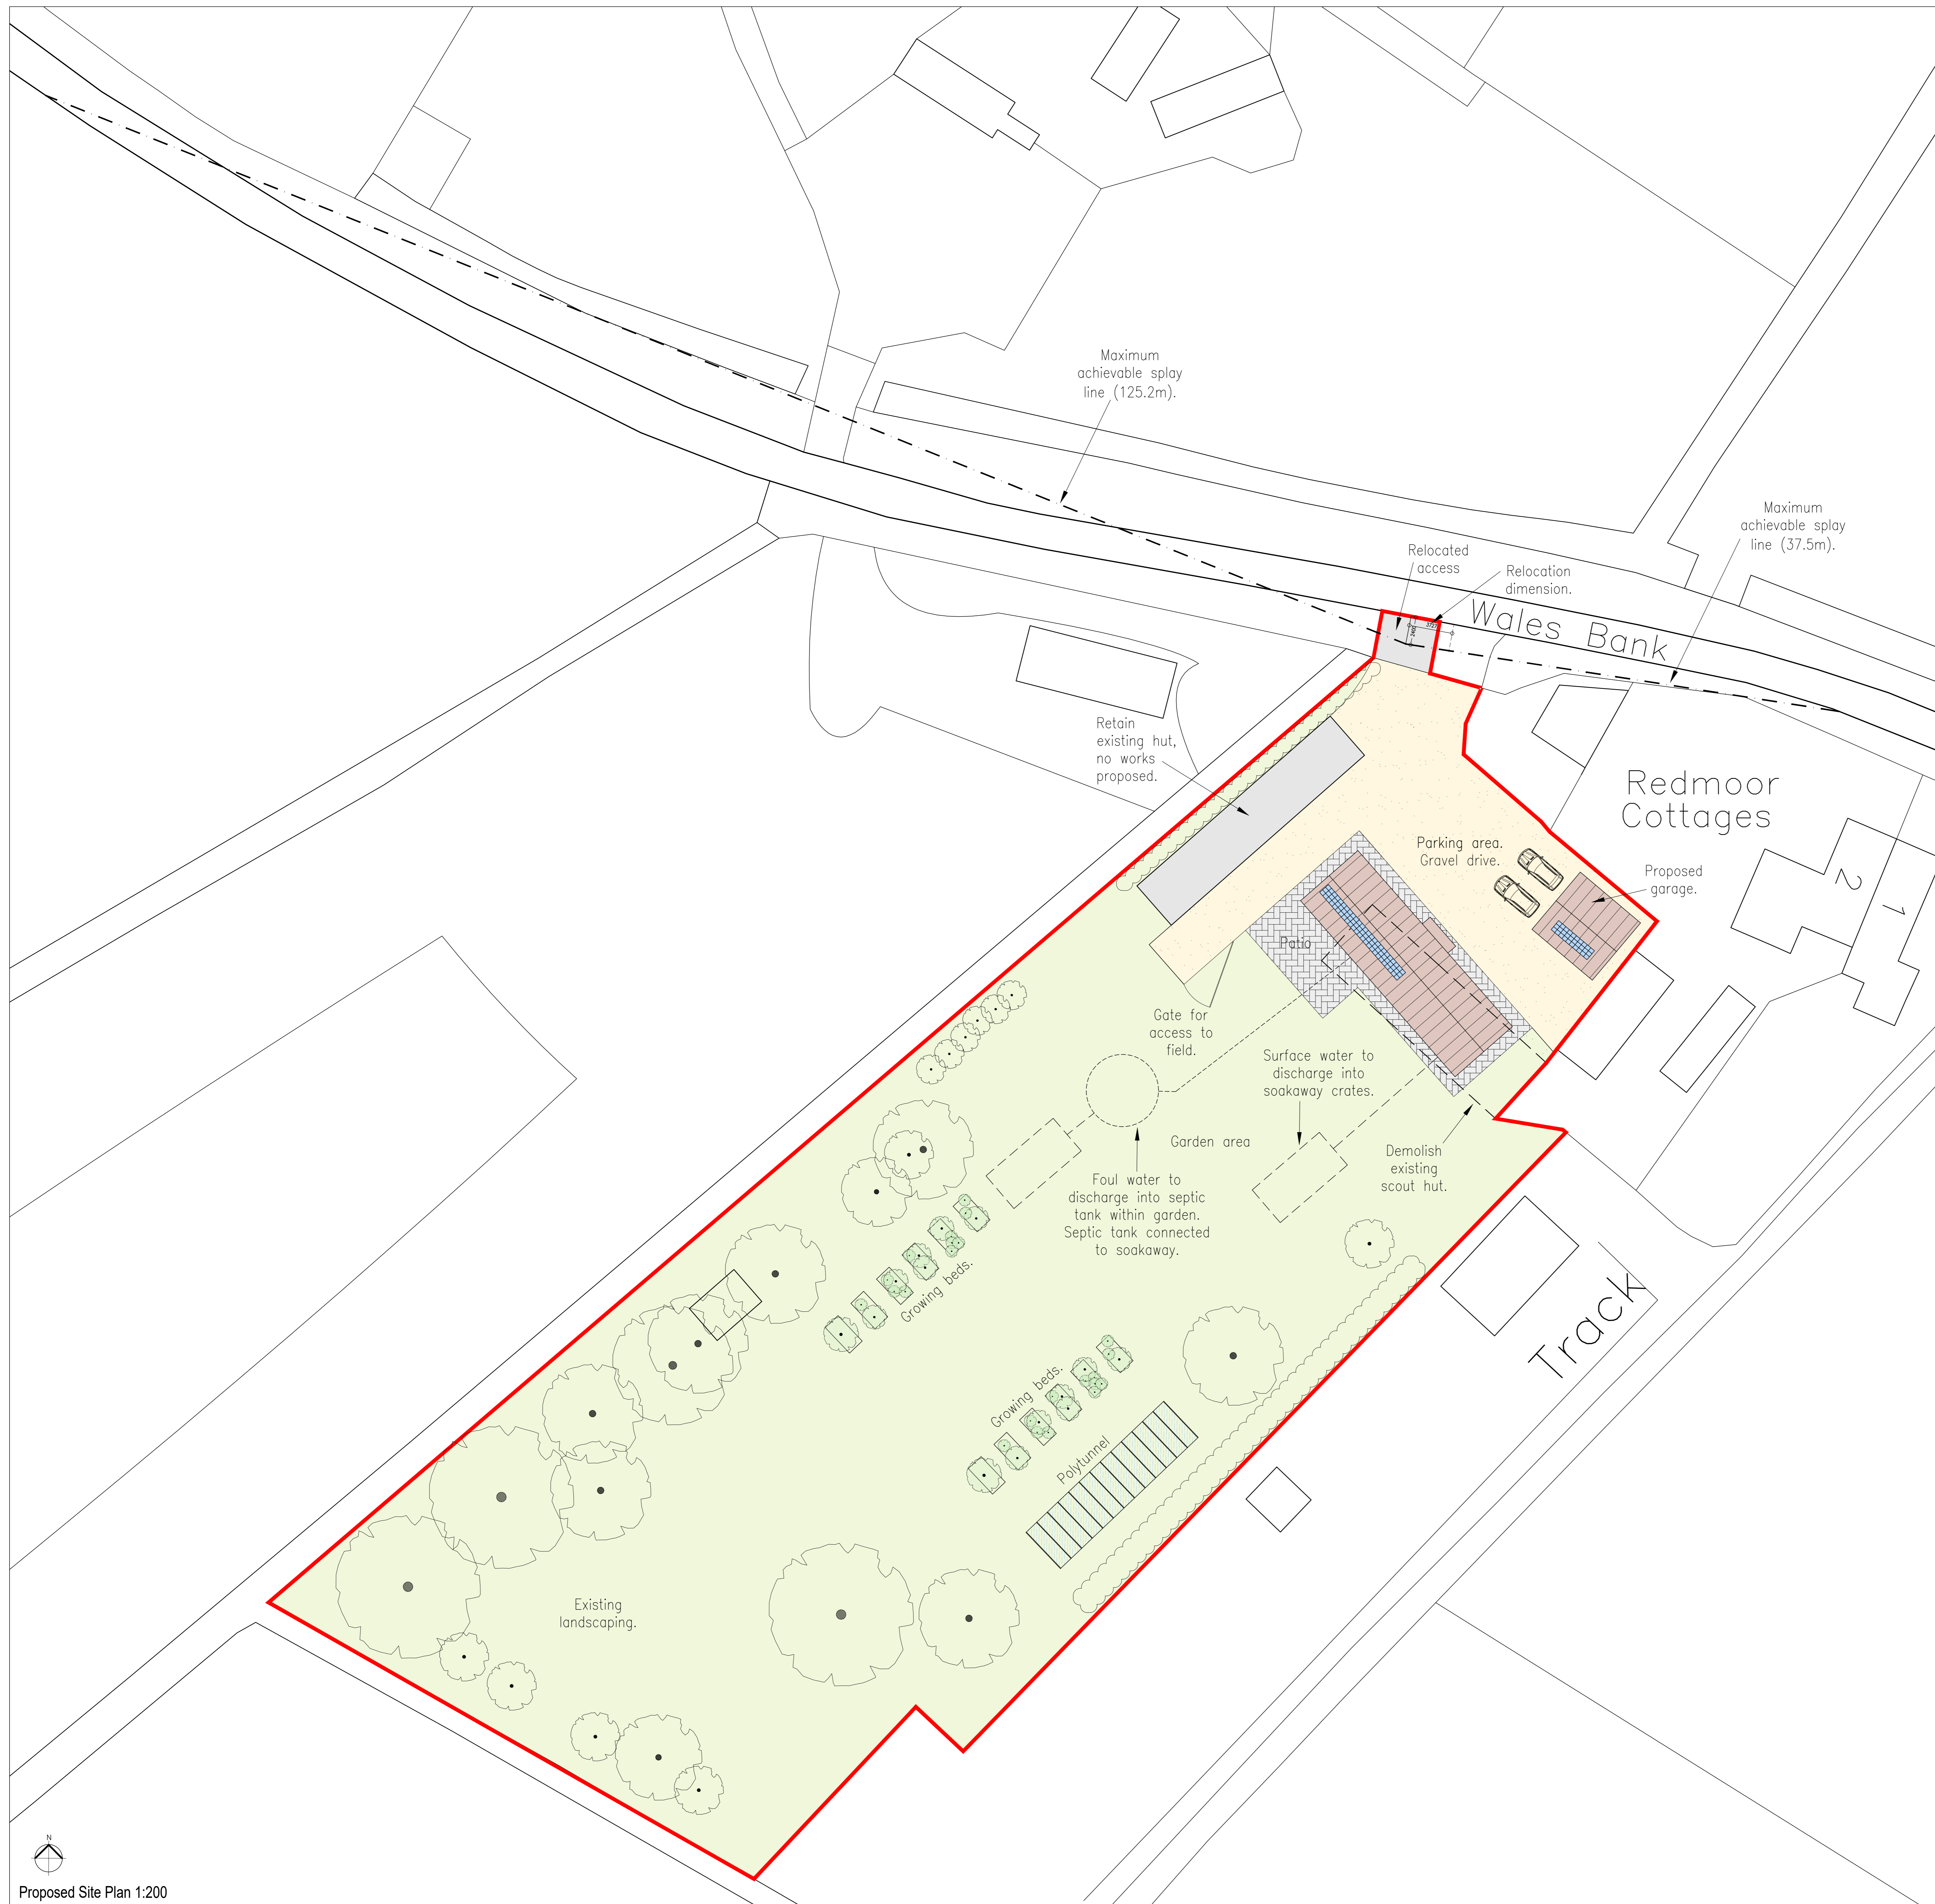 Maximum
achievable splay
line (125.2m).
Maximum
achievable splay
line (37.5m).
Relocated
access
Relocation
dimension.
3727
2400
Wales Bank
Retain
existing hut,
no works
proposed.
Redmoor
Cottages
2
1
Parking area.
Gravel drive.
Proposed
garage.
Patio
Gate for
access to
field.
Surface water to
discharge into
soakaway crates.
Garden area
Demolish
existing
scout hut.
Foul water to
discharge into septic
tank within garden.
Septic tank connected
to soakaway.
Growing beds.
Growing beds.
Polytunnel
Track
Existing
landscaping.
N
Proposed Site Plan 1:200